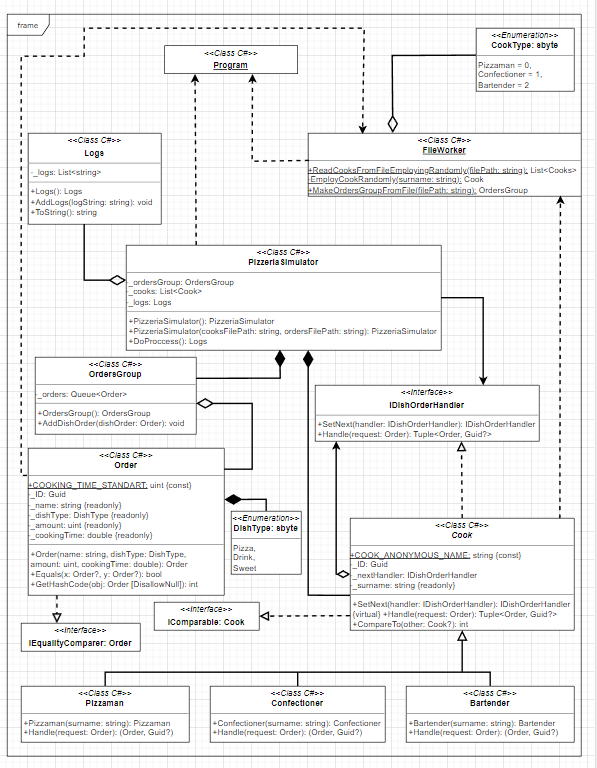 frame
<<Class C#>>
Program
<<Enumeration>>
CookType: sbyte
Pizzaman = 0,
Confectioner = 1,
Bartender = 2
<<Class C#>>
Logs
-_logs: List<string>
+Logs(): Logs
+AddLogs(logString: string): void
+ToString(): string
<<Class C#>>
FileWorker
+ReadCooksFromFileEmployingRandomly(filePath: string): List<Cooks>
-EmployCookRandomly(surname: string): Cook
+MakeOrdersGroupFromFile(filePath: string): OrdersGroup
<<Class C#>>
PizzeriaSimulator
-_ordersGroup: OrdersGroup
-_cooks: List<Cook>
-_logs: Logs
+PizzeriaSimulator(): PizzeriaSimulator
+PizzeriaSimulator(cooksFilePath: string, ordersFilePath: string): PizzeriaSimulator
+DoProccess(): Logs
<<Class C#>>
OrdersGroup
-_orders: Queue<Order>
+OrdersGroup(): OrdersGroup
+AddDishOrder(dishOrder: Order): void
<<Interface>>
IDishOrderHandler
+SetNext(handler: IDishOrderHandler): IDishOrderHandler
+Handle(request: Order): Tuple<Order, Guid?>
<<Class C#>>
Order
+COOKING_TIME_STANDART: uint {const}
-_ID: Guid
-_name: string {readonly}
-_dishType: DishType {readonly}
-_amount: uint {readonly}
-_cookingTime: double {readonly}
+Order(name: string, dishType: DishType,
amount: uint, cookingTime: double): Order
+Equals(x: Order?, y: Order?): bool
+GetHashCode(obj: Order [DisallowNull]): int
<<Enumeration>>
DishType: sbyte
Pizza,
Drink,
Sweet
<<Class C#>>
Cook
+COOK_ANONYMOUS_NAME: string {const}
-_ID: Guid
-_nextHandler: IDishOrderHandler
-_surname: string {readonly}
+SetNext(handler: IDishOrderHandler): IDishOrderHandler
{virtual} +Handle(request: Order): Tuple<Order, Guid?>
+CompareTo(other: Cook?): int
<<Interface>>
IComparable: Cook
<<Interface>>
IEqualityComparer: Order
<<Class C#>>
Pizzaman
+Pizzaman(surname: string): Pizzaman
+Handle(request: Order): (Order, Guid?)
<<Class C#>>
Confectioner
+Confectioner(surname: string): Confectioner
+Handle(request: Order): (Order, Guid?)
<<Class C#>>
Bartender
+Bartender(surname: string): Bartender
+Handle(request: Order): (Order, Guid?)